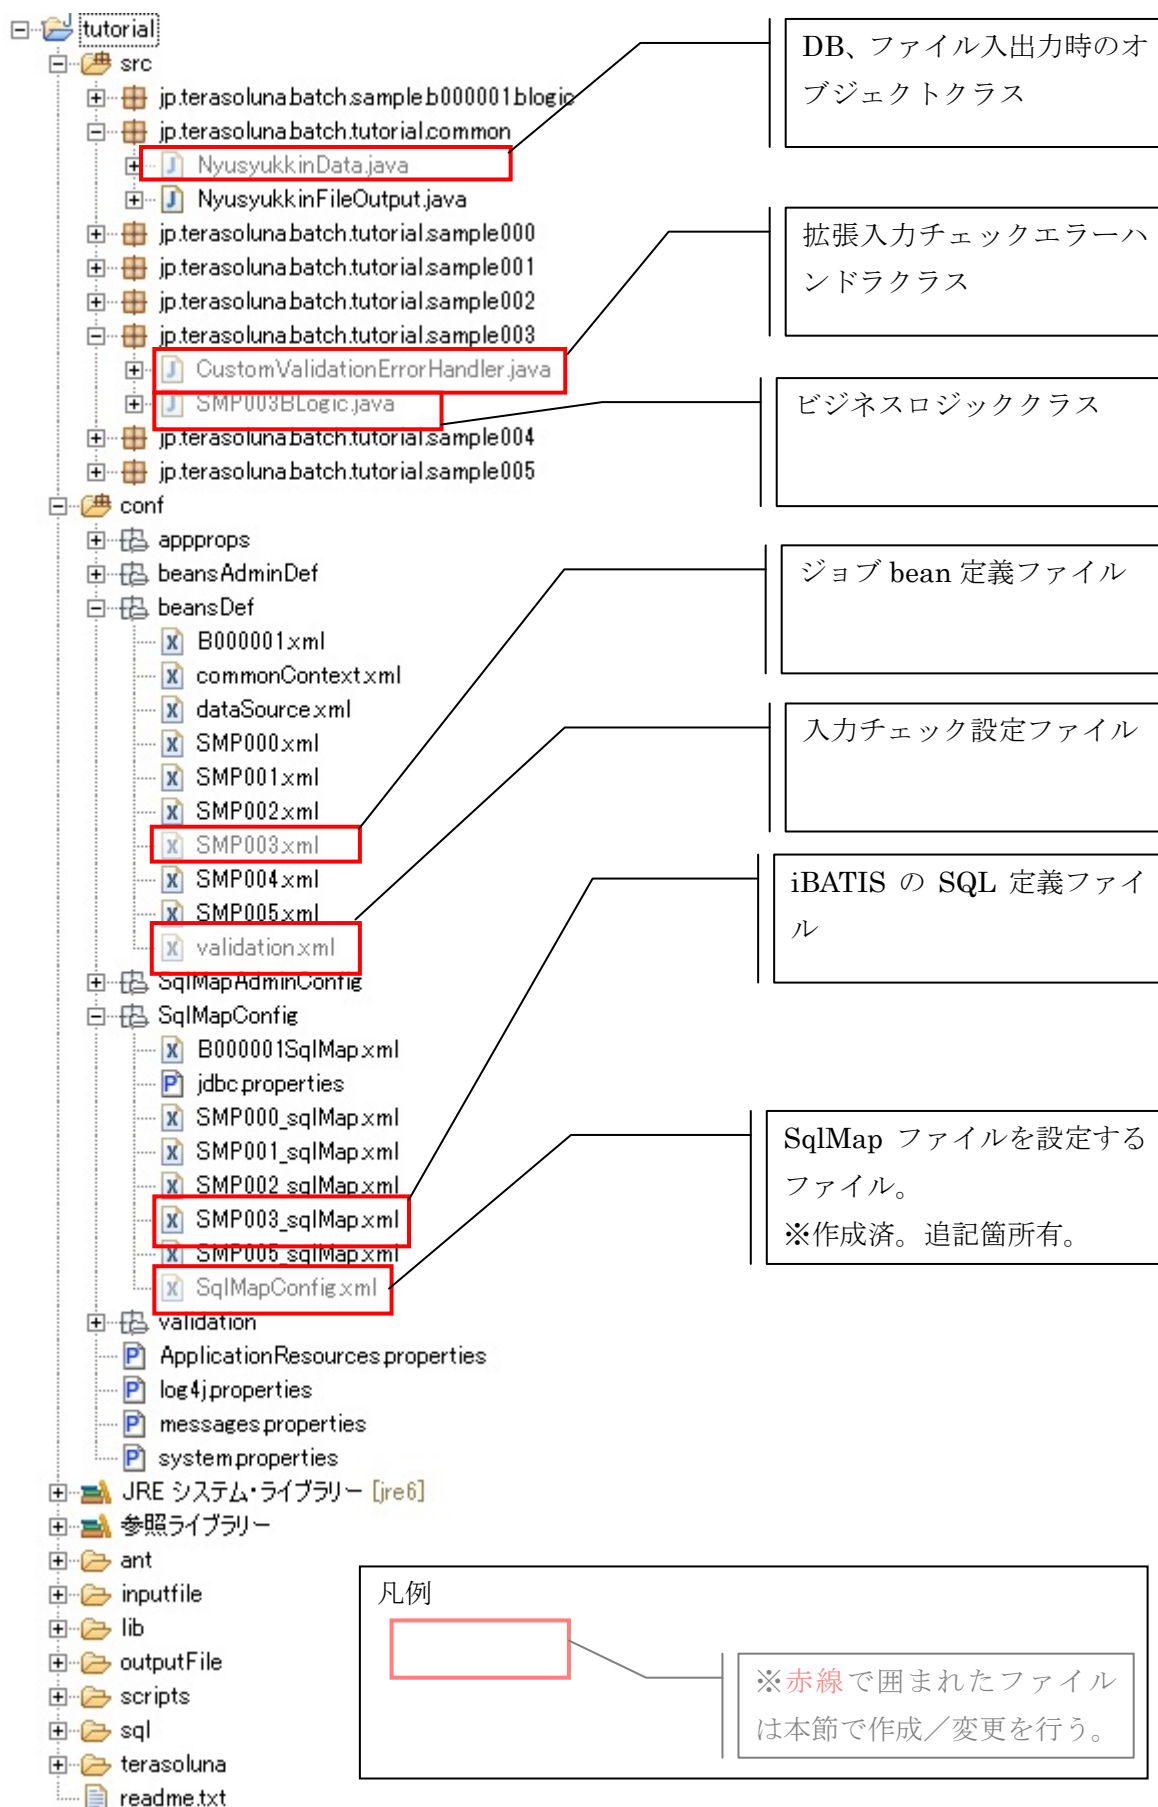 tutorial
src
jp.terasoluna.batch.sample.b000001.blogic
jp.terasoluna.batch.tutorial.common
NyusyukkinData.java
NyusyukkinFileOutput.java
jp.terasoluna.batch.tutorial.sample000
jp.terasoluna.batch.tutorial.sample001
jp.terasoluna.batch.tutorial.sample002
jp.terasoluna.batch.tutorial.sample003
CustomValidationErrorHandler.java
SMP003BLogic.java
jp.terasoluna.batch.tutorial.sample004
jp.terasoluna.batch.tutorial.sample005
conf
appprops
beansAdminDef
beansDef
B000001.xml
commonContext.xml
dataSource.xml
SMP000.xml
SMP001.xml
SMP002.xml
SMP003.xml
SMP004.xml
SMP005.xml
validation.xml
SqlMapAdminConfig
SqlMapConfig
B000001SqlMap.xml
jdbc.properties
SMP000_sqlMap.xml
SMP001_sqlMap.xml
SMP002_sqlMap.xml
SMP003_sqlMap.xml
SMP005_sqlMap.xml
SqlMapConfig.xml
validation
ApplicationResources.properties
log4j.properties
messages.properties
system.properties
JRE システム・ライブラリー [jre6]
参照ライブラリー
ant
inputfile
lib
outputFile
scripts
sql
terasoluna
readme.txt
DB、ファイル入出力時のオ
ブジェクトクラス
拡張入力チェックエラーハ
ンドラクラス
ビジネスロジッククラス
ジョブ bean 定義ファイル
入力チェック設定ファイル
iBATIS の SQL 定義ファイ
ル
SqlMap ファイルを設定する
ファイル。
※作成済。追記箇所有。
凡例
※赤線で囲まれたファイル
は本節で作成／変更を行う。